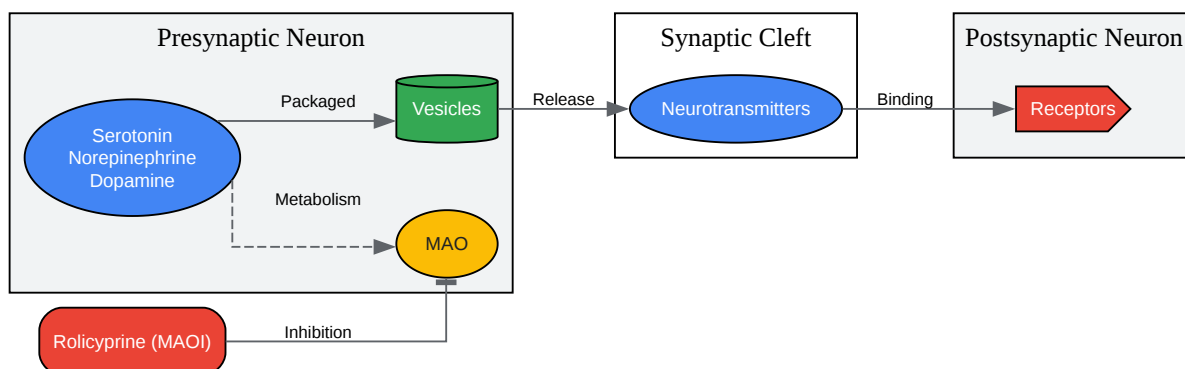 Presynaptic Neuron
Synaptic Cleft
Postsynaptic Neuron
Packaged
Vesicles
Release
Neurotransmitters
Binding
Receptors
Serotonin
Norepinephrine
Dopamine
Metabolism
MAO
Rolicyprine (MAOI)
Inhibition